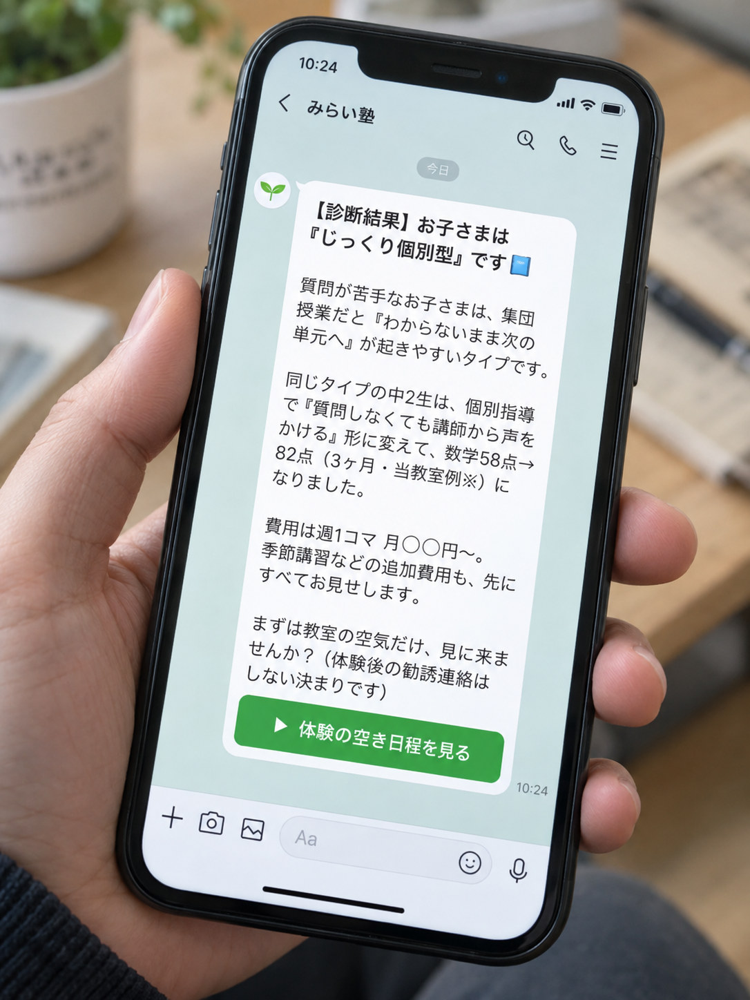 10:24
みらい塾
今日
【診断結果】お子さまは
『じっくり個別型』です
質問が苦手なお子さまは、集団
授業だと『わからないまま次の
単元へ』が起きやすいタイプです。
同じタイプの中2生は、個別指導
で『質問しなくても講師から声を
かける』形に変えて、数学58点→
82点（3ヶ月・当教室例※）に
なりました。
費用は週1コマ 月○○円〜。
季節講習などの追加費用も、先に
すべてお見せします。
まずは教室の空気だけ、見に来ま
せんか？（体験後の勧誘連絡は
しない決まりです）
▶ 体験の空き日程を見る
10:24
Aa